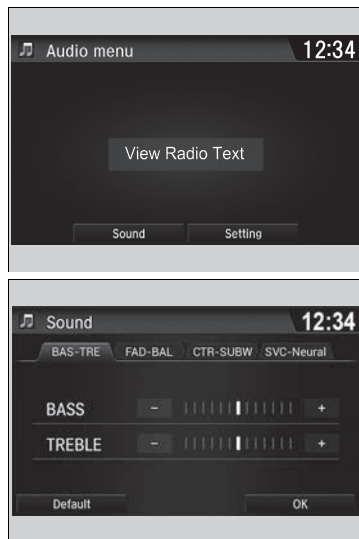 Audio menu 12:34
View Radio Text
Sound Setting
Sound 12:34
BAS-TRE FAD-BAL CTR-SUBW SVC-Neural
BASS - +
TREBLE - +
Default OK